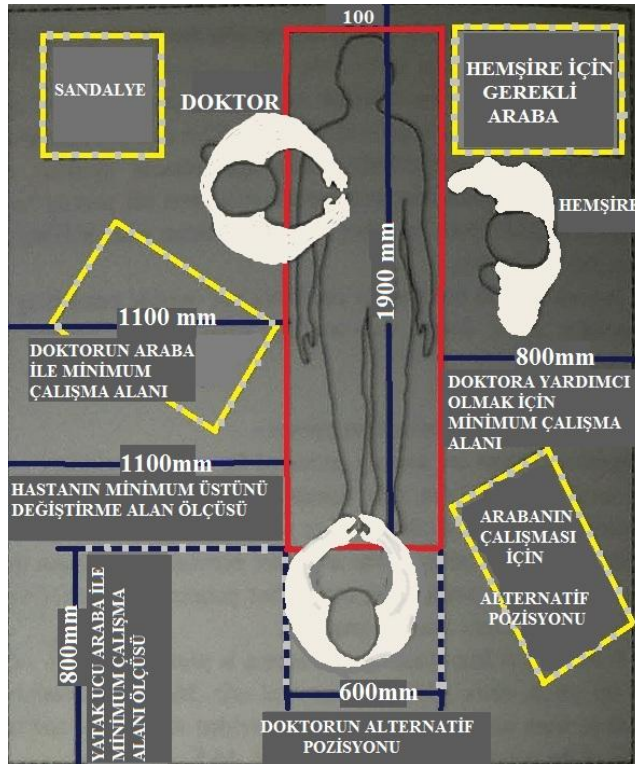 100
SANDALYE
HEMŞİRE İÇİN
GEREKLİ
ARABA
DOKTOR
HEMŞİRE
1900 mm
1100 mm
DOKTORUN ARABA
İLE MİNİMUM
ÇALIŞMA ALANI
800mm
DOKTORA YARDIMCI
OLMAK İÇİN
MİNİMUM ÇALIŞMA
ALANI
1100mm
HASTANIN MİNİMUM ÜSTÜNÜ
DEĞİŞTİRME ALAN ÖLÇÜSÜ
ARABANIN
ÇALIŞMASI
İÇİN
ALTERNATİF
POZİSYONU
800mm
YATAK UCU ARABA İLE
MİNİMUM ÇALIŞMA
ALANI ÖLÇÜSÜ
600mm
DOKTORUN ALTERNATİF
POZİSYONU